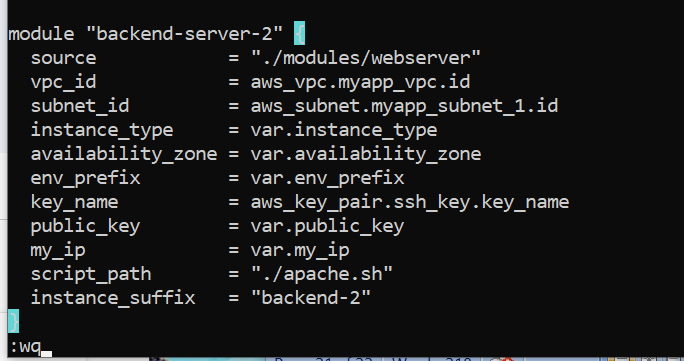 module "backend-server-2" {
  source            = "./modules/webserver"
  vpc_id            = aws_vpc.myapp_vpc.id
  subnet_id         = aws_subnet.myapp_subnet_1.id
  instance_type     = var.instance_type
  availability_zone = var.availability_zone
  env_prefix        = var.env_prefix
  key_name          = aws_key_pair.ssh_key.key_name
  public_key        = var.public_key
  my_ip             = var.my_ip
  script_path       = "./apache.sh"
  instance_suffix   = "backend-2"
}
:wq